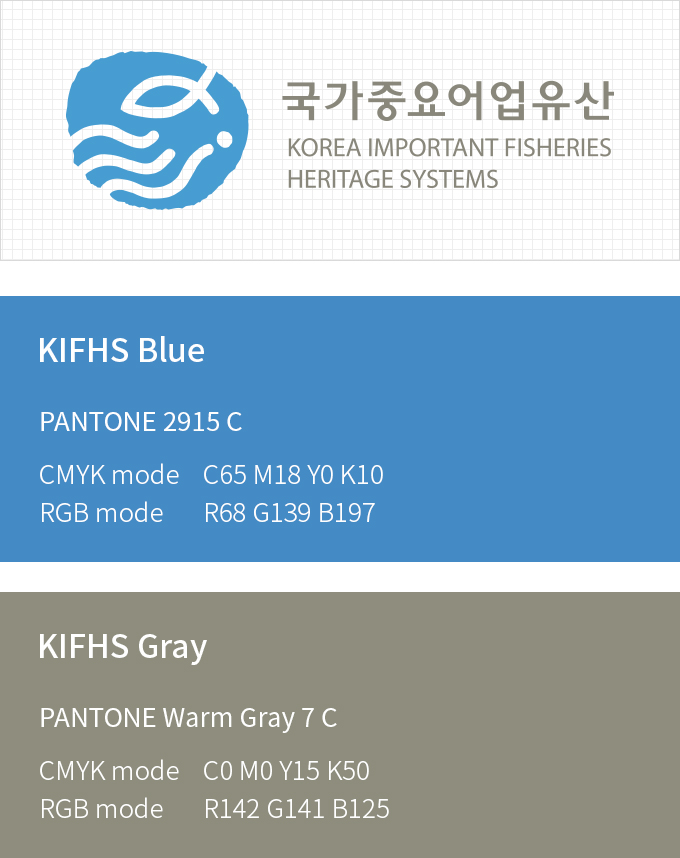 국가중요어업유산
KOREA IMPORTANT FISHERIES
HERITAGE SYSTEMS
KIFHS Blue
PANTONE 2915 C
CMYK mode C65 M18 Y0 K10
RGB mode R68 G139 B197
KIFHS Gray
PANTONE Warm Gray 7 C
CMYK mode C0 M0 Y15 K50
RGB mode R142 G141 B125